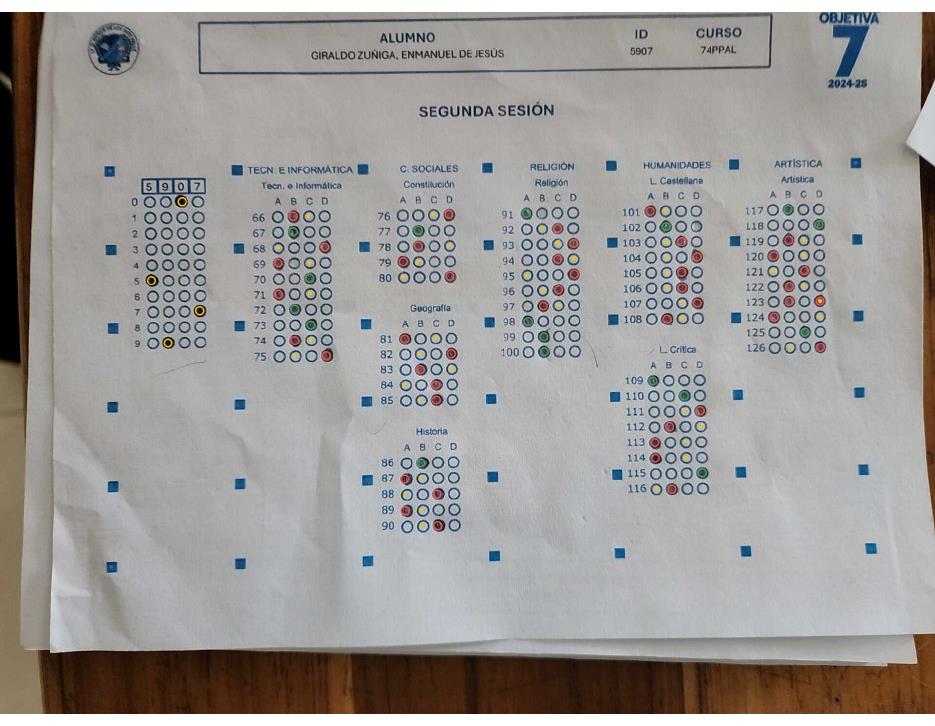 ALUMNO
GIRALDO ZUÑIGA, ENMANUEL DE JESÚS
ID
5907
CURSO
74PPAL
OBJETIVA
7
2024-25
SEGUNDA SESIÓN
5 9 0 7
0
1
2
3
4
5
6
7
8
9
TECN. E INFORMÁTICA
Tecn. e Informática
A B C D
66
67
68
69
70
71
72
73
74
75
C. SOCIALES
Constitución
A B C D
76
77
78
79
80
Geografía
A B C D
81
82
83
84
85
Historia
A B C D
86
87
88
89
90
RELIGIÓN
Religión
A B C D
91
92
93
94
95
96
97
98
99
100
HUMANIDADES
L. Castellana
A B C D
101
102
103
104
105
106
107
108
L. Crítica
A B C D
109
110
111
112
113
114
115
116
ARTÍSTICA
Artística
A B C D
117
118
119
120
121
122
123
124
125
126